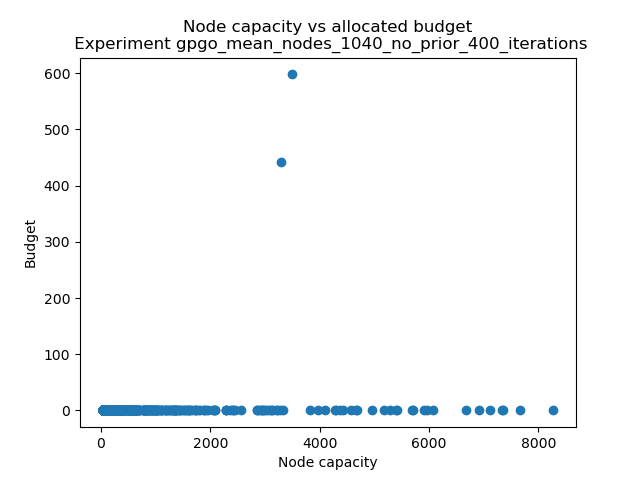 Node capacity vs allocated budget
Experiment gpgo_mean_nodes_1040_no_prior_400_iterations
600
500
400
300
200
100
0
Budget
0 2000 4000 6000 8000
Node capacity